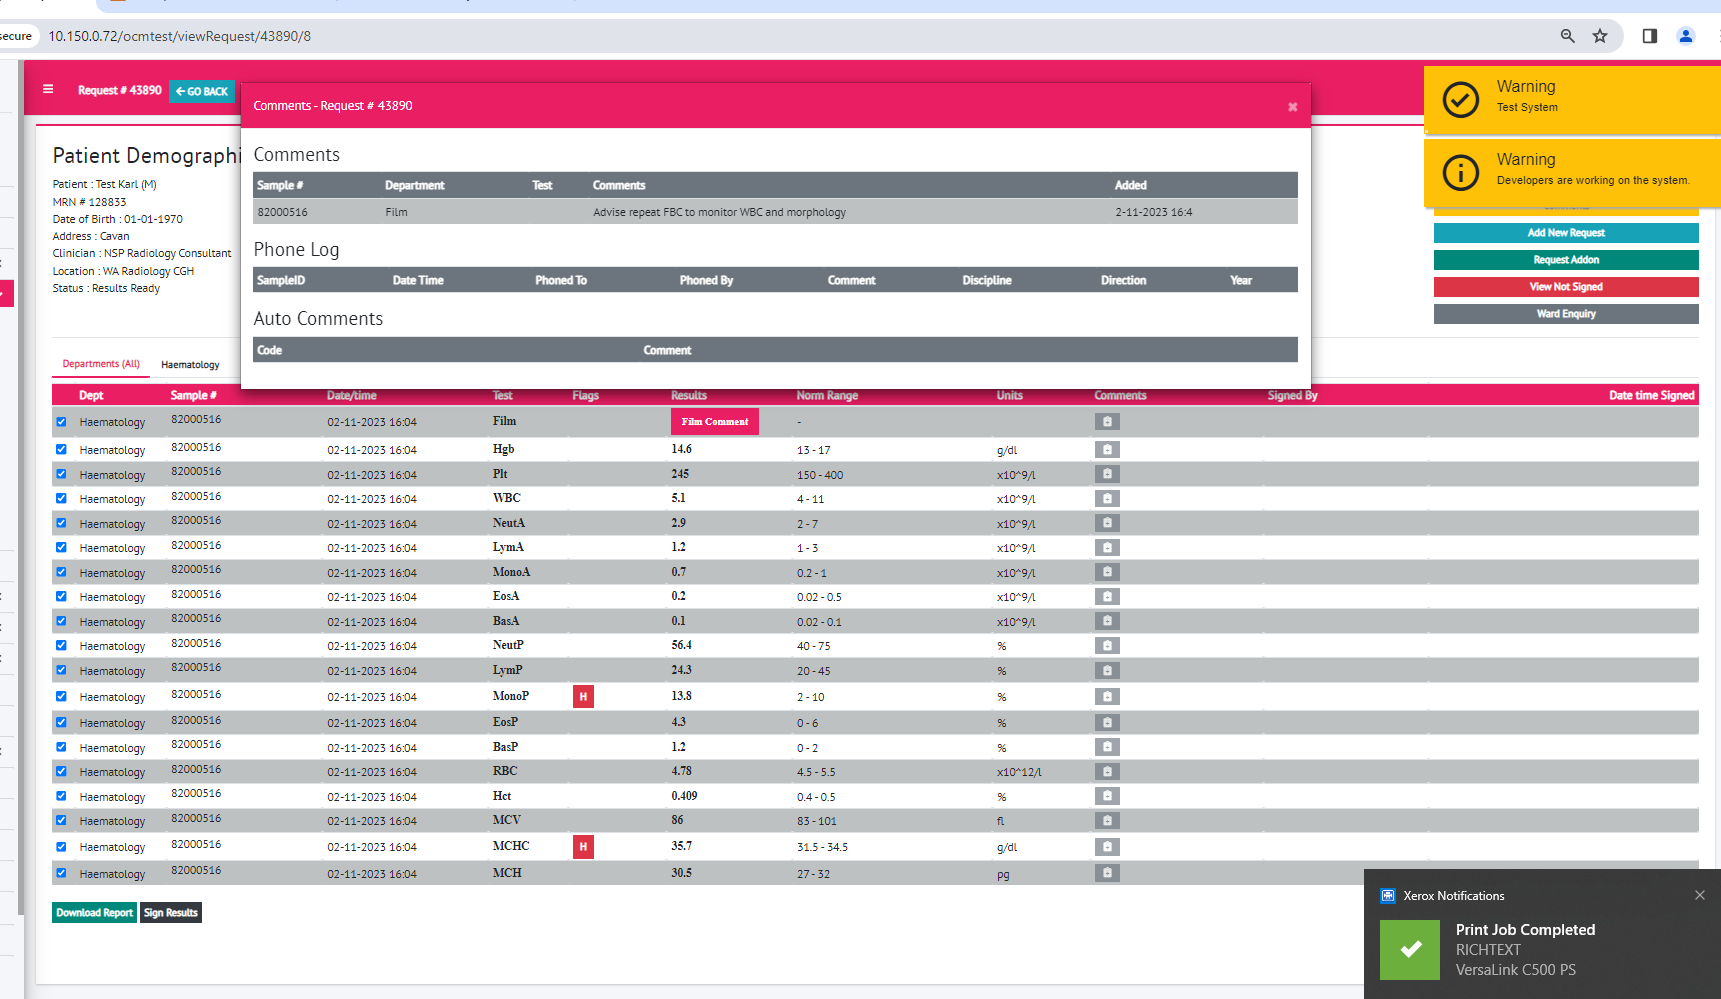 secure 10.150.0.72/ocmtest/viewRequest/43890/8
Request # 43890 GO BACK
Comments - Request # 43890
Warning
Test System
Warning
Developers are working on the system.
Comments
Sample # Department Test Comments Added
82000516 Film Advise repeat FBC to monitor WBC and morphology 2-11-2023 16:4
Phone Log
SampleID Date Time Phoned To Phoned By Comment Discipline Direction Year
Auto Comments
Code Comment
Patient Demographi
Patient : Test Karl (M)
MRN # 128833
Date of Birth : 01-01-1970
Address : Cavan
Clinician : NSP Radiology Consultant
Location : WA Radiology CGH
Status : Results Ready
Add New Request
Request Addon
View Not Signed
Ward Enquiry
Departments (All) Haematology
Dept Sample # Date/time Test Flags Results Norm Range Units Comments Signed By Date time Signed
Haematology 82000516 02-11-2023 16:04 Film Film Comment -
Haematology 82000516 02-11-2023 16:04 Hgb 14.6 13 - 17 g/dl
Haematology 82000516 02-11-2023 16:04 Plt 245 150 - 400 x10^9/l
Haematology 82000516 02-11-2023 16:04 WBC 5.1 4 - 11 x10^9/l
Haematology 82000516 02-11-2023 16:04 NeutA 2.9 2 - 7 x10^9/l
Haematology 82000516 02-11-2023 16:04 LymA 1.2 1 - 3 x10^9/l
Haematology 82000516 02-11-2023 16:04 MonoA 0.7 0.2 - 1 x10^9/l
Haematology 82000516 02-11-2023 16:04 EosA 0.2 0.02 - 0.5 x10^9/l
Haematology 82000516 02-11-2023 16:04 BasA 0.1 0.02 - 0.1 x10^9/l
Haematology 82000516 02-11-2023 16:04 NeutP 56.4 40 - 75 %
Haematology 82000516 02-11-2023 16:04 LymP 24.3 20 - 45 %
Haematology 82000516 02-11-2023 16:04 MonoP H 13.8 2 - 10 %
Haematology 82000516 02-11-2023 16:04 EosP 4.3 0 - 6 %
Haematology 82000516 02-11-2023 16:04 BasP 1.2 0 - 2 %
Haematology 82000516 02-11-2023 16:04 RBC 4.78 4.5 - 5.5 x10^12/l
Haematology 82000516 02-11-2023 16:04 Hct 0.409 0.4 - 0.5 %
Haematology 82000516 02-11-2023 16:04 MCV 86 83 - 101 fl
Haematology 82000516 02-11-2023 16:04 MCHC H 35.7 31.5 - 34.5 g/dl
Haematology 82000516 02-11-2023 16:04 MCH 30.5 27 - 32 pg
Download Report Sign Results
Xerox Notifications
Print Job Completed
RICHTEXT
VersaLink C500 PS